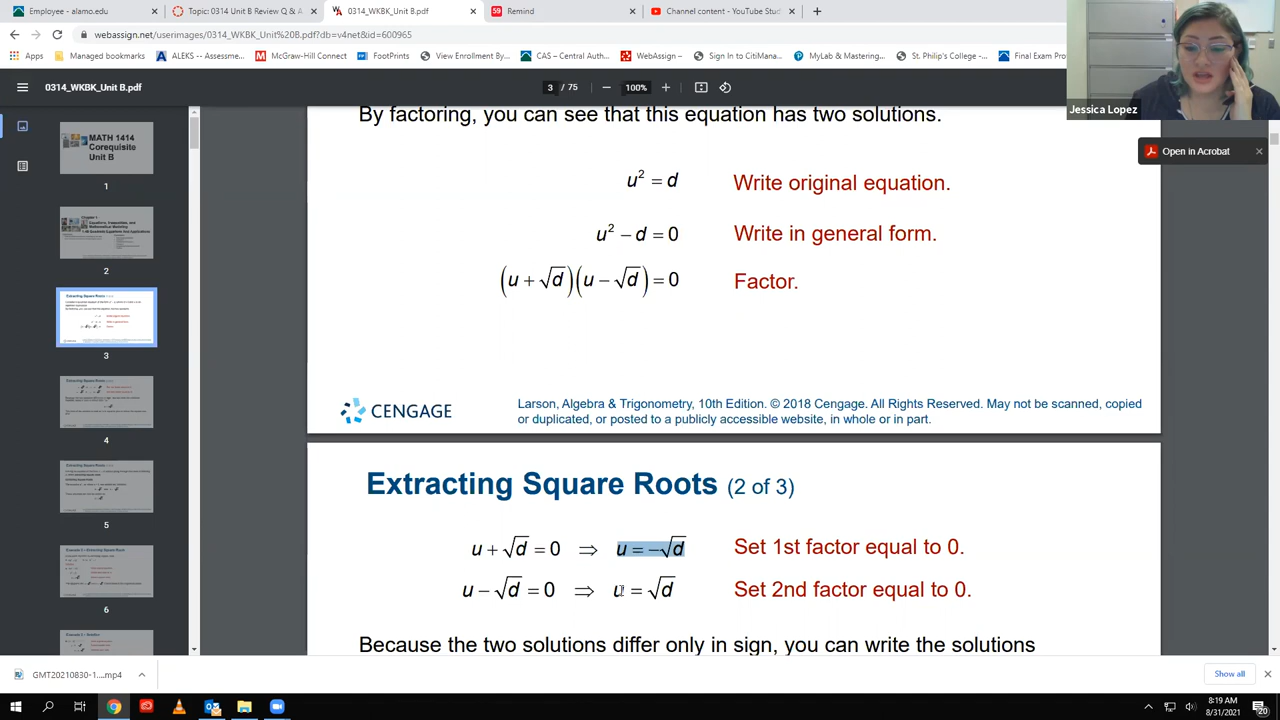 Employee - alamo.edu
Topic: 0314 Unit B Review Q & A
0314_WKBK_Unit B.pdf
59
Remind
Channel content - YouTube Stu
webassign.net/userimages/0314_WKBK_Unit%20B.pdf?db=v4net&id=600965
Apps
Managed bookmarks
ALEKS -- Assessme...
McGraw-Hill Connect
FootPrints
View Enrollment By...
CAS – Central Auth...
WebAssign
Sign In to CitiMana...
MyLab & Mastering...
St. Philip's College -...
Final Exam Pro
0314_WKBK_Unit B.pdf
3 / 75
100%
Jessica Lopez
Open in Acrobat
MATH 1414
Corequisite
Unit B
1
2
3
4
5
6
By factoring, you can see that this equation has two solutions.
u² = d Write original equation.
u² − d = 0 Write in general form.
(u + √d)(u − √d) = 0 Factor.
CENGAGE
Larson, Algebra & Trigonometry, 10th Edition. © 2018 Cengage. All Rights Reserved. May not be scanned, copied
or duplicated, or posted to a publicly accessible website, in whole or in part.
Extracting Square Roots (2 of 3)
u + √d = 0 ⇒ u = −√d Set 1st factor equal to 0.
u − √d = 0 ⇒ u = √d Set 2nd factor equal to 0.
Because the two solutions differ only in sign, you can write the solutions
GMT20210830-1....mp4
Show all
8:19 AM
8/31/2021
20